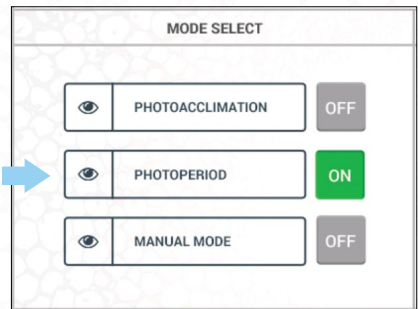 MODE SELECT
PHOTOACCLIMATION OFF
PHOTOPERIOD ON
MANUAL MODE OFF